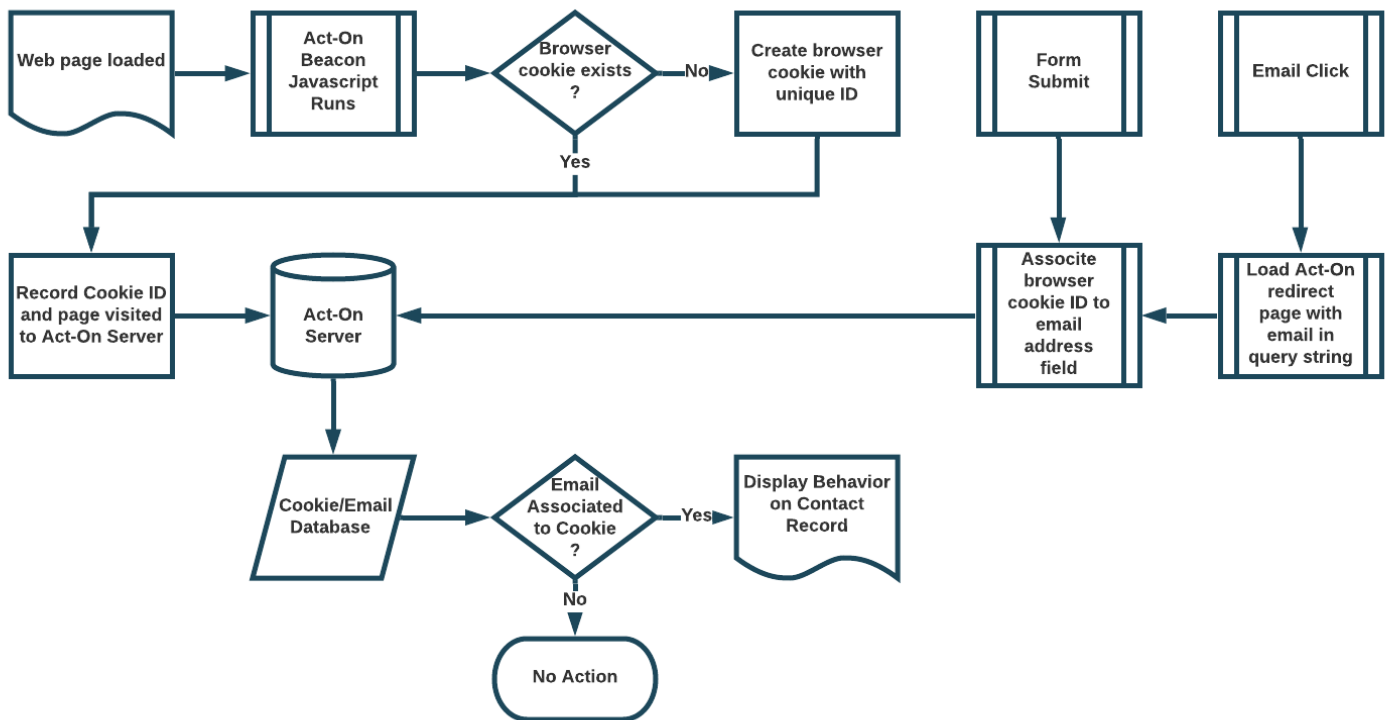 Web page loaded
Act-On
Beacon
Javascript
Runs
Browser
cookie exists
?
No
Create browser
cookie with
unique ID
Form
Submit
Email Click
Yes
Record Cookie ID
and page visited
to Act-On Server
Act-On
Server
Associte
browser
cookie ID to
email
address
field
Load Act-On
redirect
page with
email in
query string
Cookie/Email
Database
Email
Associated
to Cookie
?
Yes
Display Behavior
on Contact
Record
No
No Action